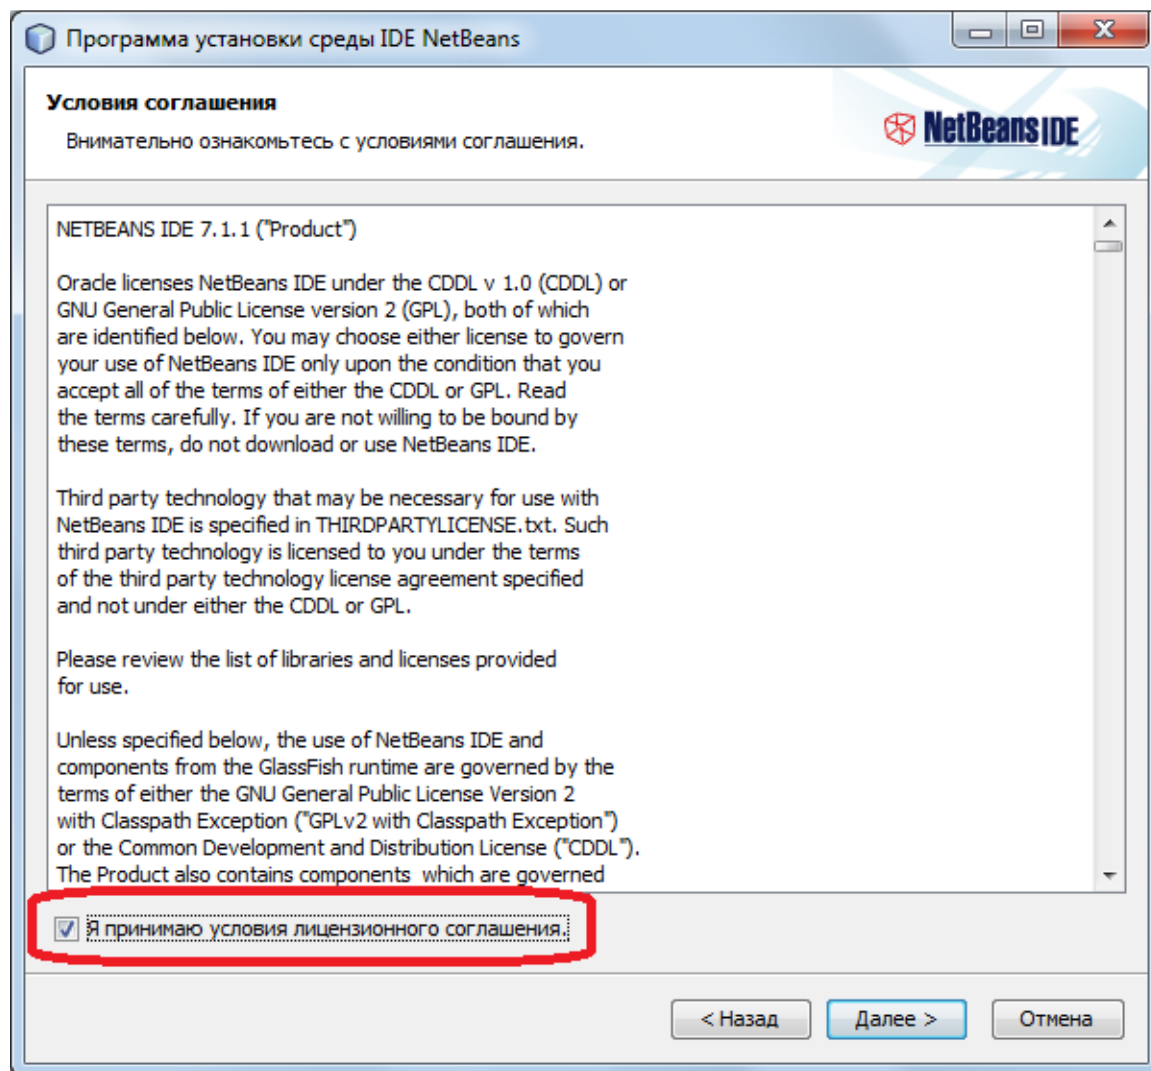 Программа установки среды IDE NetBeans
Условия соглашения
Внимательно ознакомьтесь с условиями соглашения.
NetBeans IDE
NETBEANS IDE 7.1.1 ("Product")
Oracle licenses NetBeans IDE under the CDDL v 1.0 (CDDL) or
GNU General Public License version 2 (GPL), both of which
are identified below. You may choose either license to govern
your use of NetBeans IDE only upon the condition that you
accept all of the terms of either the CDDL or GPL. Read
the terms carefully. If you are not willing to be bound by
these terms, do not download or use NetBeans IDE.
Third party technology that may be necessary for use with
NetBeans IDE is specified in THIRDPARTYLICENSE.txt. Such
third party technology is licensed to you under the terms
of the third party technology license agreement specified
and not under either the CDDL or GPL.
Please review the list of libraries and licenses provided
for use.
Unless specified below, the use of NetBeans IDE and
components from the GlassFish runtime are governed by the
terms of either the GNU General Public License Version 2
with Classpath Exception ("GPLv2 with Classpath Exception")
or the Common Development and Distribution License ("CDDL").
The Product also contains components  which are governed
Я принимаю условия лицензионного соглашения.
< Назад
Далее >
Отмена